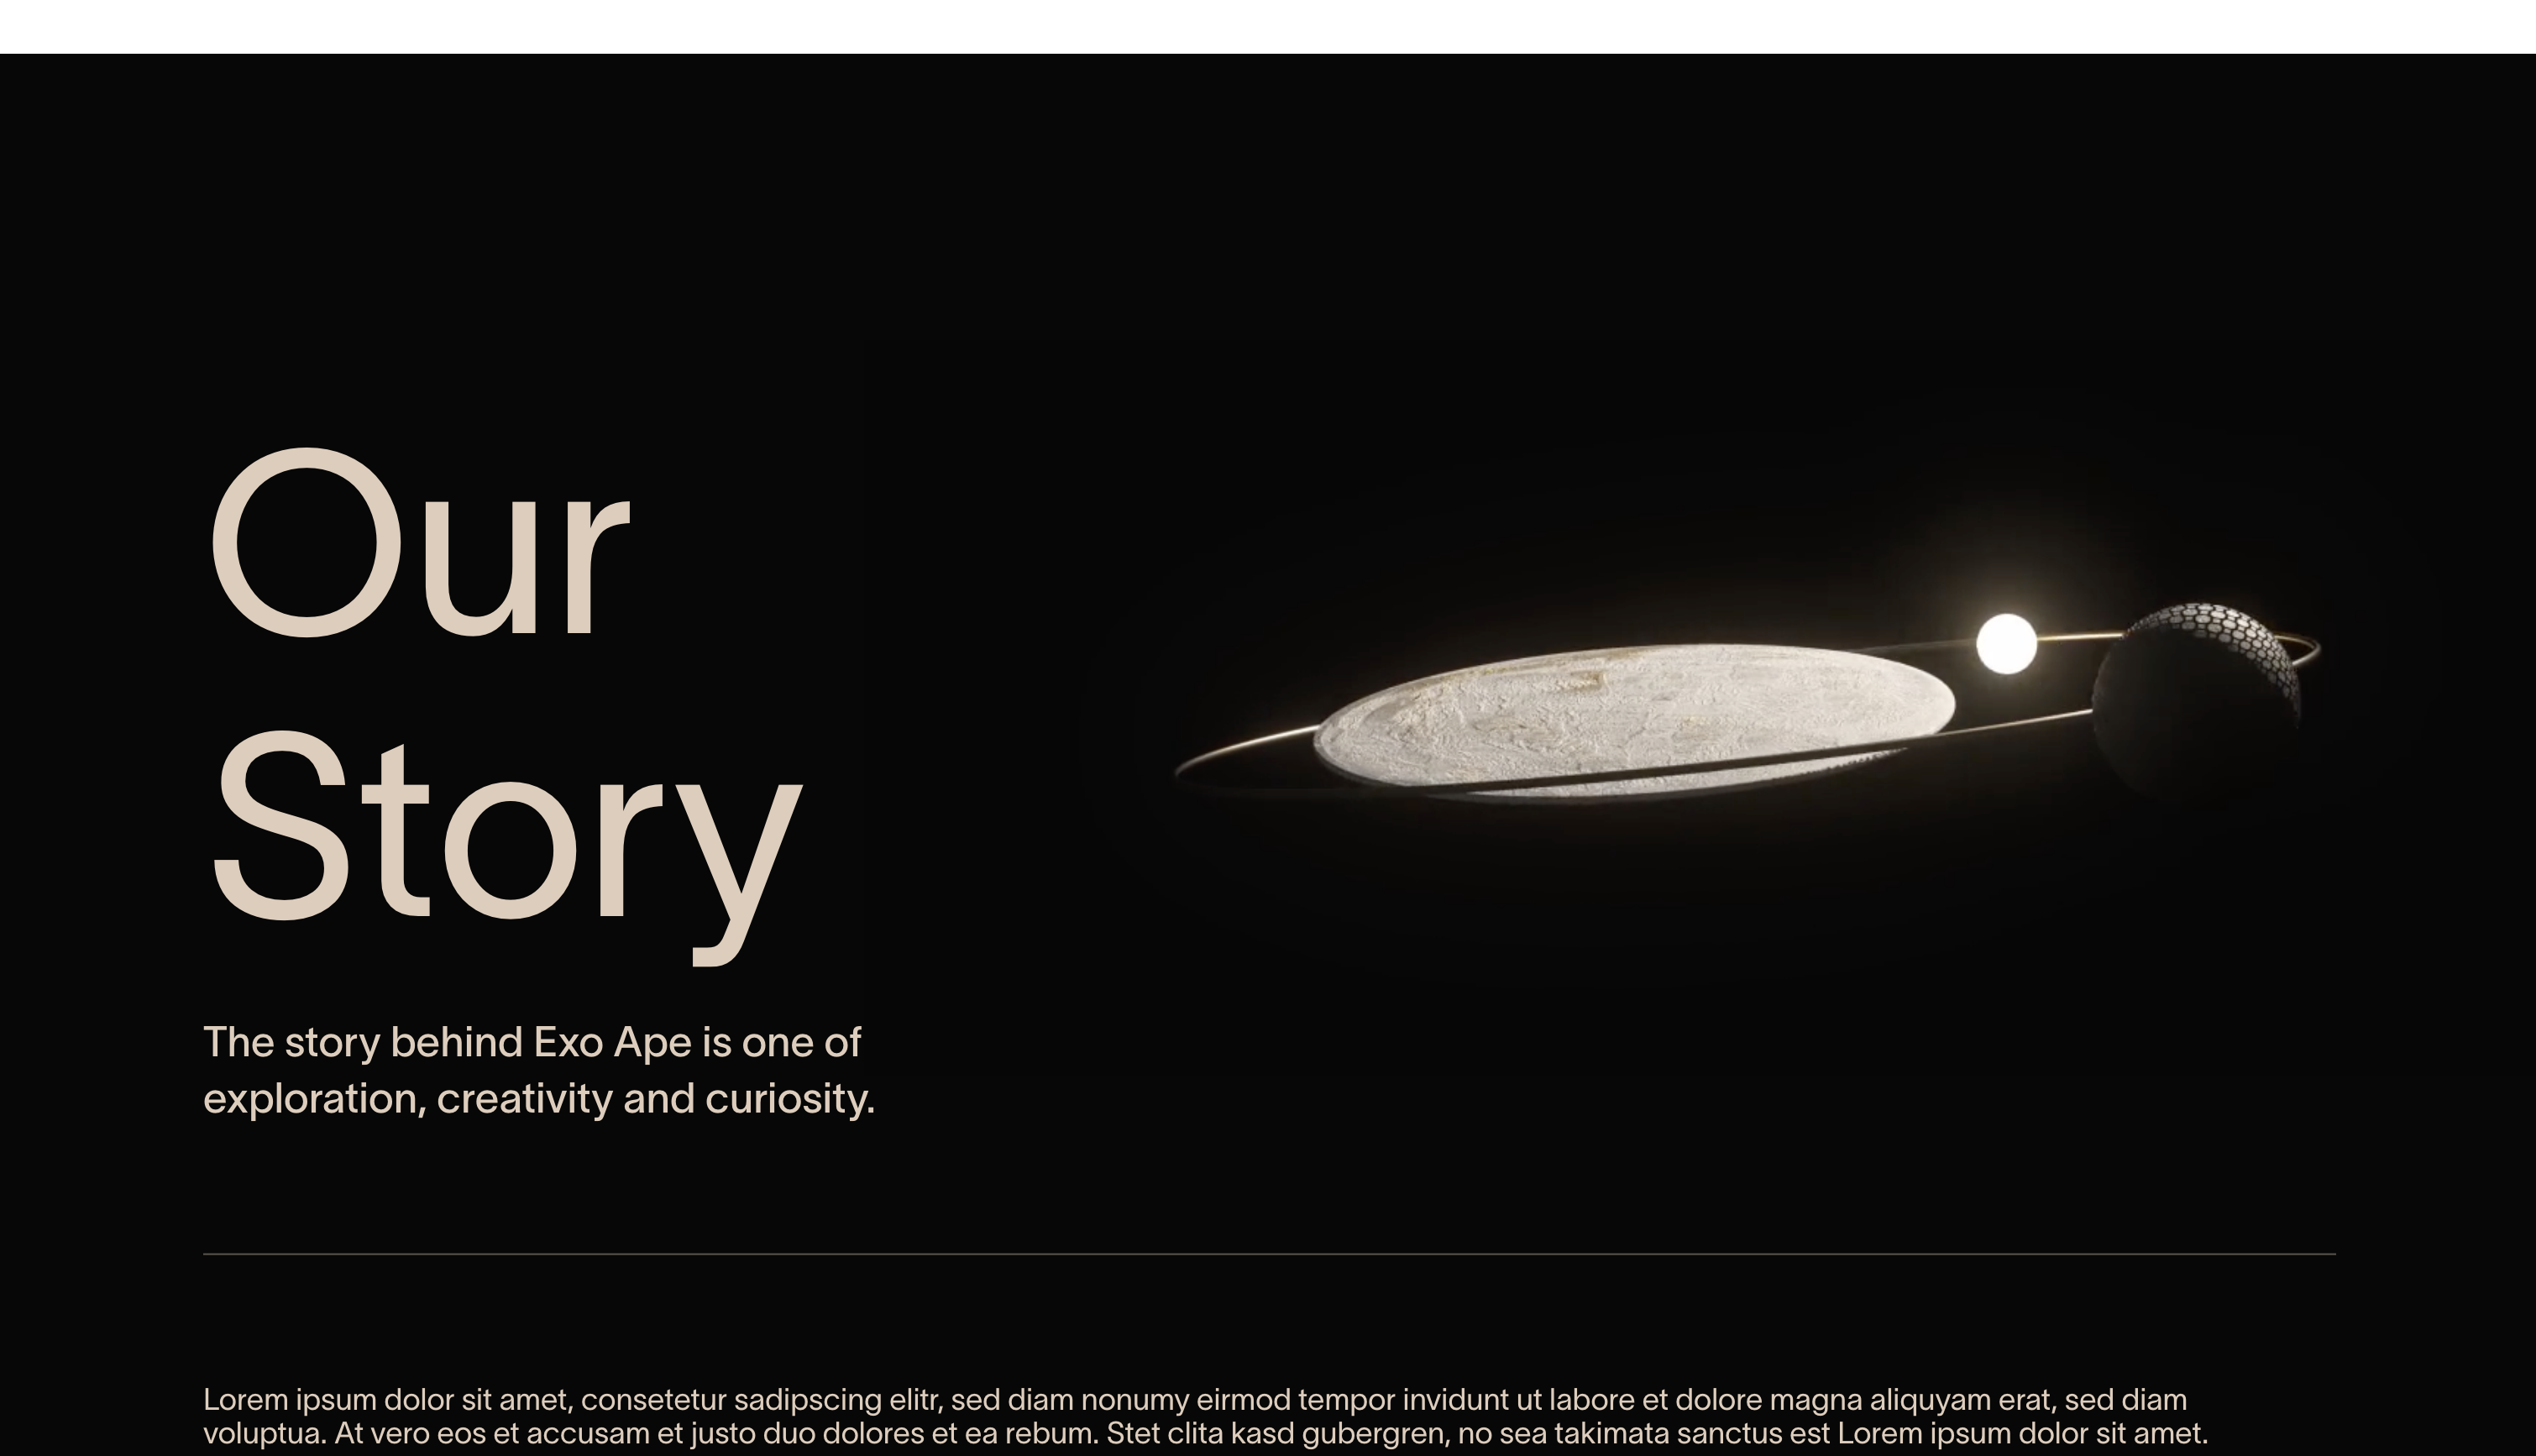 Our
Story
The story behind Exo Ape is one of
exploration, creativity and curiosity.
Lorem ipsum dolor sit amet, consetetur sadipscing elitr, sed diam nonumy eirmod tempor invidunt ut labore et dolore magna aliquyam erat, sed diam
voluptua. At vero eos et accusam et justo duo dolores et ea rebum. Stet clita kasd gubergren, no sea takimata sanctus est Lorem ipsum dolor sit amet.